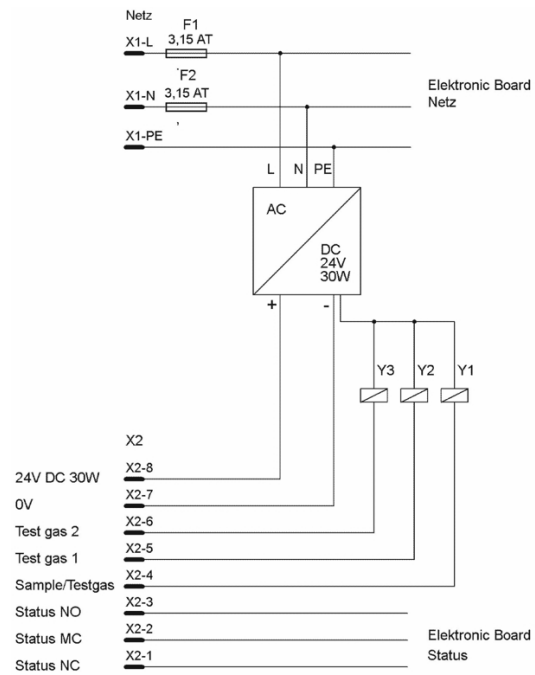 Netz
F1
X1-L 3,15 AT
F2
X1-N 3,15 AT
Elektronic Board
Netz
X1-PE
L N PE
AC
DC
24V
30W
+ -
Y3 Y2 Y1
X2
24V DC 30W X2-8
0V X2-7
Test gas 2 X2-6
Test gas 1 X2-5
Sample/Testgas X2-4
Status NO X2-3
Status MC X2-2
Status NC X2-1
Elektronic Board
Status